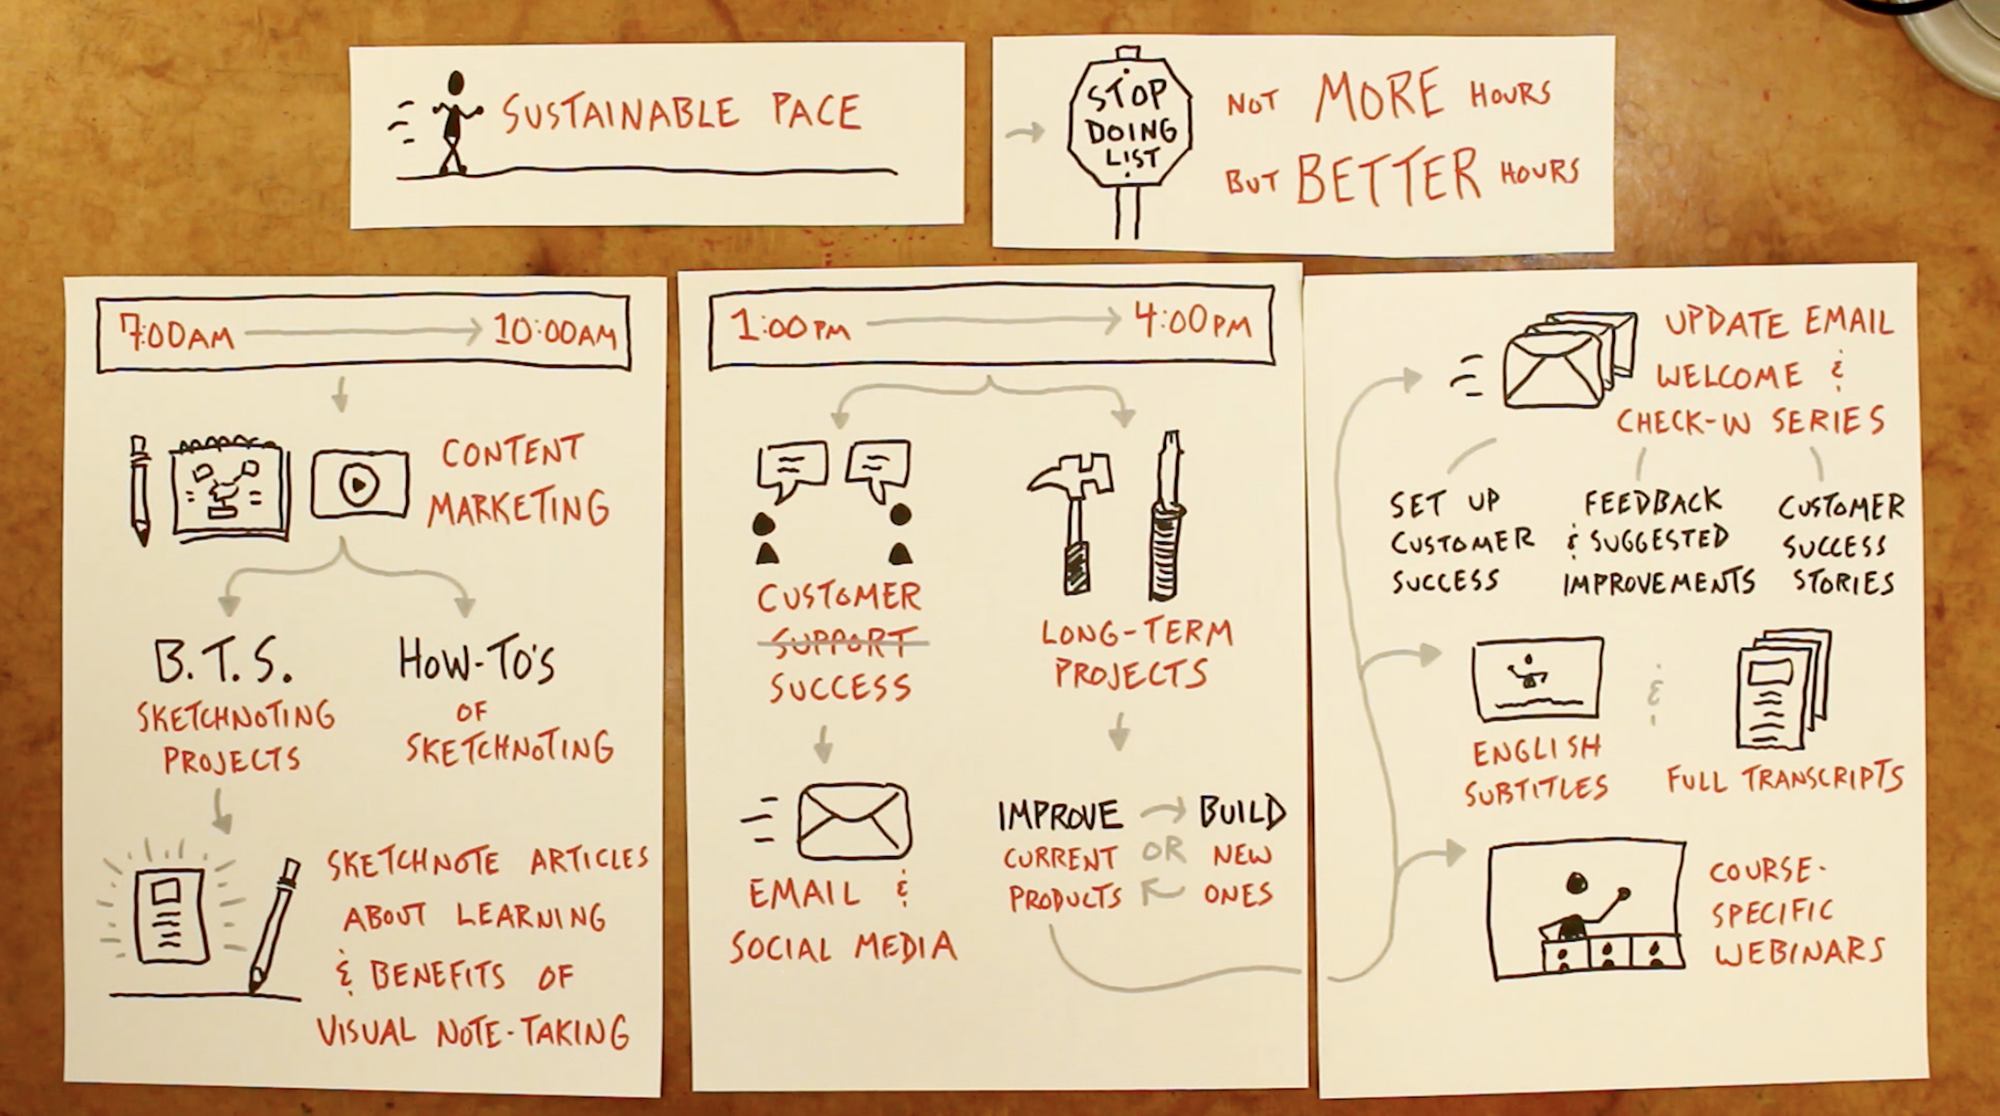 SUSTAINABLE PACE
STOP
DOING
LIST
NOT MORE HOURS
BUT BETTER HOURS
7:00AM 10:00AM
CONTENT
MARKETING
B.T.S.
SKETCHNOTING
PROJECTS
HOW-TO'S
OF
SKETCHNOTING
SKETCHNOTE ARTICLES
ABOUT LEARNING
& BENEFITS OF
VISUAL NOTE-TAKING
1:00PM 4:00PM
CUSTOMER
SUPPORT
SUCCESS
EMAIL &
SOCIAL MEDIA
LONG-TERM
PROJECTS
IMPROVE
CURRENT
PRODUCTS
OR
BUILD
NEW
ONES
UPDATE EMAIL
WELCOME &
CHECK-IN SERIES
SET UP
CUSTOMER
SUCCESS
FEEDBACK
& SUGGESTED
IMPROVEMENTS
CUSTOMER
SUCCESS
STORIES
ENGLISH
SUBTITLES
&
FULL TRANSCRIPTS
COURSE-
SPECIFIC
WEBINARS